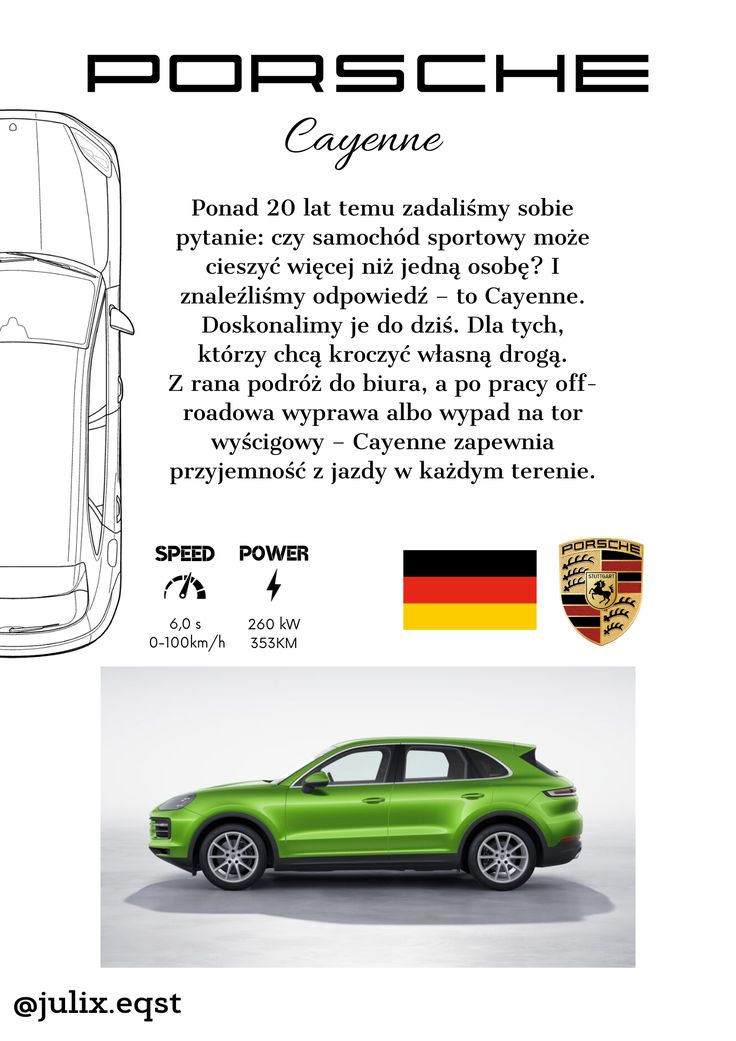 PORSCHE
Cayenne
Ponad 20 lat temu zadaliśmy sobie
pytanie: czy samochód sportowy może
cieszyć więcej niż jedną osobę? I
znaleźliśmy odpowiedź – to Cayenne.
Doskonalimy je do dziś. Dla tych,
którzy chcą kroczyć własną drogą.
Z rana podróż do biura, a po pracy off-
roadowa wyprawa albo wypad na tor
wyścigowy – Cayenne zapewnia
przyjemność z jazdy w każdym terenie.
SPEED
6,0 s
0-100km/h
POWER
260 kW
353KM
PORSCHE
STUTTGART
@julix.eqst